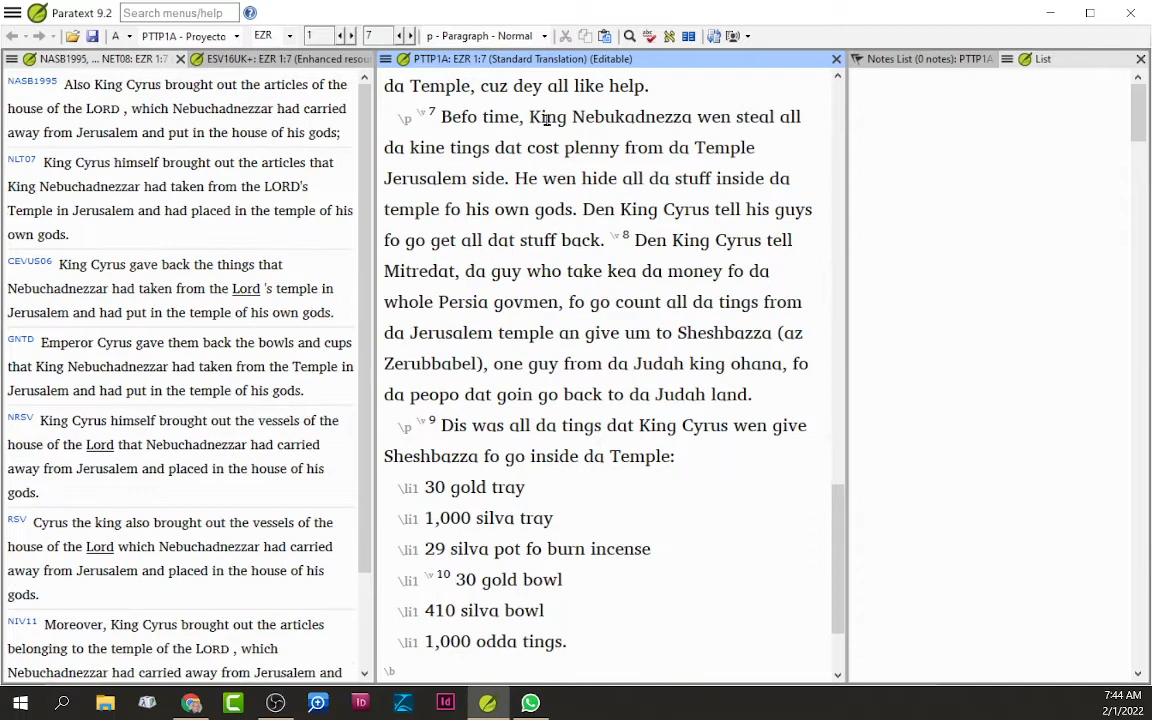 Paratext 9.2 Search menus/help
PTTP1A - Proyecto EZR 1 7 p - Paragraph - Normal
NASB1995, ... NET08: EZR 1:7 ESV16UK+: EZR 1:7 (Enhanced resou PTTP1A: EZR 1:7 (Standard Translation) (Editable) Notes List (0 notes): PTTP1A List
NASB1995 Also King Cyrus brought out the articles of the
house of the LORD , which Nebuchadnezzar had carried
away from Jerusalem and put in the house of his gods;
NLT07 King Cyrus himself brought out the articles that
King Nebuchadnezzar had taken from the LORD's
Temple in Jerusalem and had placed in the temple of his
own gods.
CEVUS06 King Cyrus gave back the things that
Nebuchadnezzar had taken from the Lord 's temple in
Jerusalem and had put in the temple of his own gods.
GNTD Emperor Cyrus gave them back the bowls and cups
that King Nebuchadnezzar had taken from the Temple in
Jerusalem and had put in the temple of his gods.
NRSV King Cyrus himself brought out the vessels of the
house of the Lord that Nebuchadnezzar had carried
away from Jerusalem and placed in the house of his
gods.
RSV Cyrus the king also brought out the vessels of the
house of the Lord which Nebuchadnezzar had carried
away from Jerusalem and placed in the house of his
gods.
NIV11 Moreover, King Cyrus brought out the articles
belonging to the temple of the LORD , which
Nebuchadnezzar had carried away from Jerusalem and
da Temple, cuz dey all like help.
\p \v 7 Befo time, King Nebukadnezza wen steal all
da kine tings dat cost plenny from da Temple
Jerusalem side. He wen hide all da stuff inside da
temple fo his own gods. Den King Cyrus tell his guys
fo go get all dat stuff back. \v 8 Den King Cyrus tell
Mitredat, da guy who take kea da money fo da
whole Persia govmen, fo go count all da tings from
da Jerusalem temple an give um to Sheshbazza (az
Zerubbabel), one guy from da Judah king ohana, fo
da peopo dat goin go back to da Judah land.
\p \v 9 Dis was all da tings dat King Cyrus wen give
Sheshbazza fo go inside da Temple:
\li1 30 gold tray
\li1 1,000 silva tray
\li1 29 silva pot fo burn incense
\li1 \v 10 30 gold bowl
\li1 410 silva bowl
\li1 1,000 odda tings.
\b
7:44 AM
2/1/2022